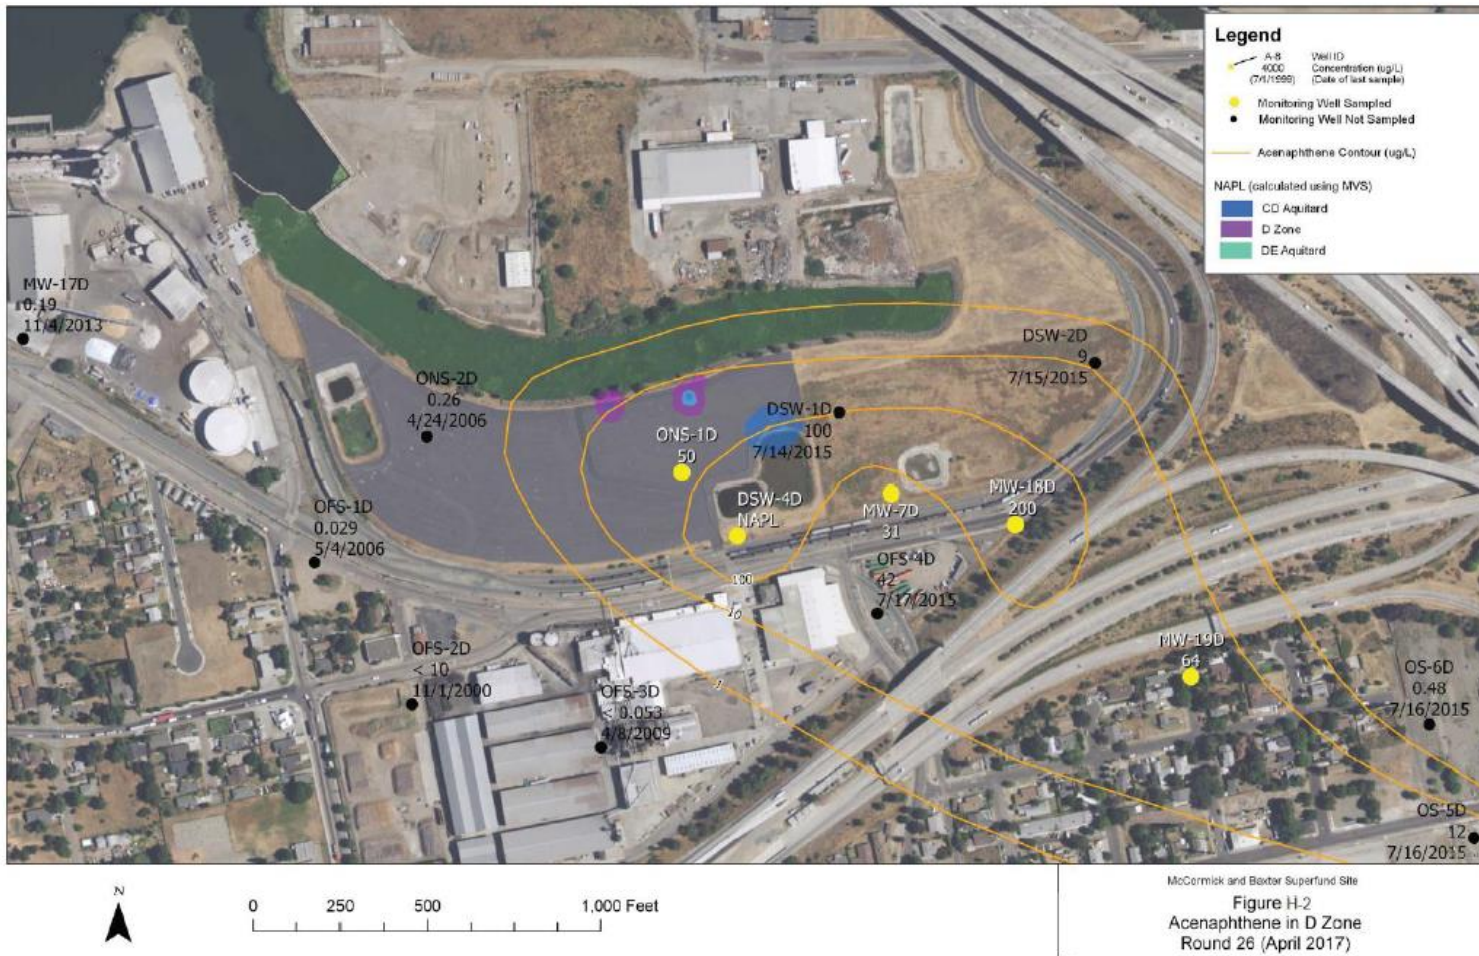 Legend
A-8 Well ID
4000 Concentration (ug/L)
(7/1/1999) (Date of last sample)
Monitoring Well Sampled
Monitoring Well Not Sampled
Acenaphthene Contour (ug/L)
NAPL (calculated using MVS)
CD Aquitard
D Zone
DE Aquitard
MW-17D
0.19
11/4/2013
ONS-2D
0.26
4/24/2006
DSW-2D
9
7/15/2015
DSW-1D
100
7/14/2015
ONS-1D
50
DSW-4D
NAPL
MW-7D
31
MW-18D
200
OFS-1D
0.029
5/4/2006
OFS-4D
42
7/17/2015
100
10
1
OFS-2D
< 10
11/1/2000
OFS-3D
< 0.053
4/8/2009
MW-19D
64
OS-6D
0.48
7/16/2015
OS-5D
12
7/16/2015
N
0 250 500 1,000 Feet
McCormick and Baxter Superfund Site
Figure H-2
Acenaphthene in D Zone
Round 26 (April 2017)